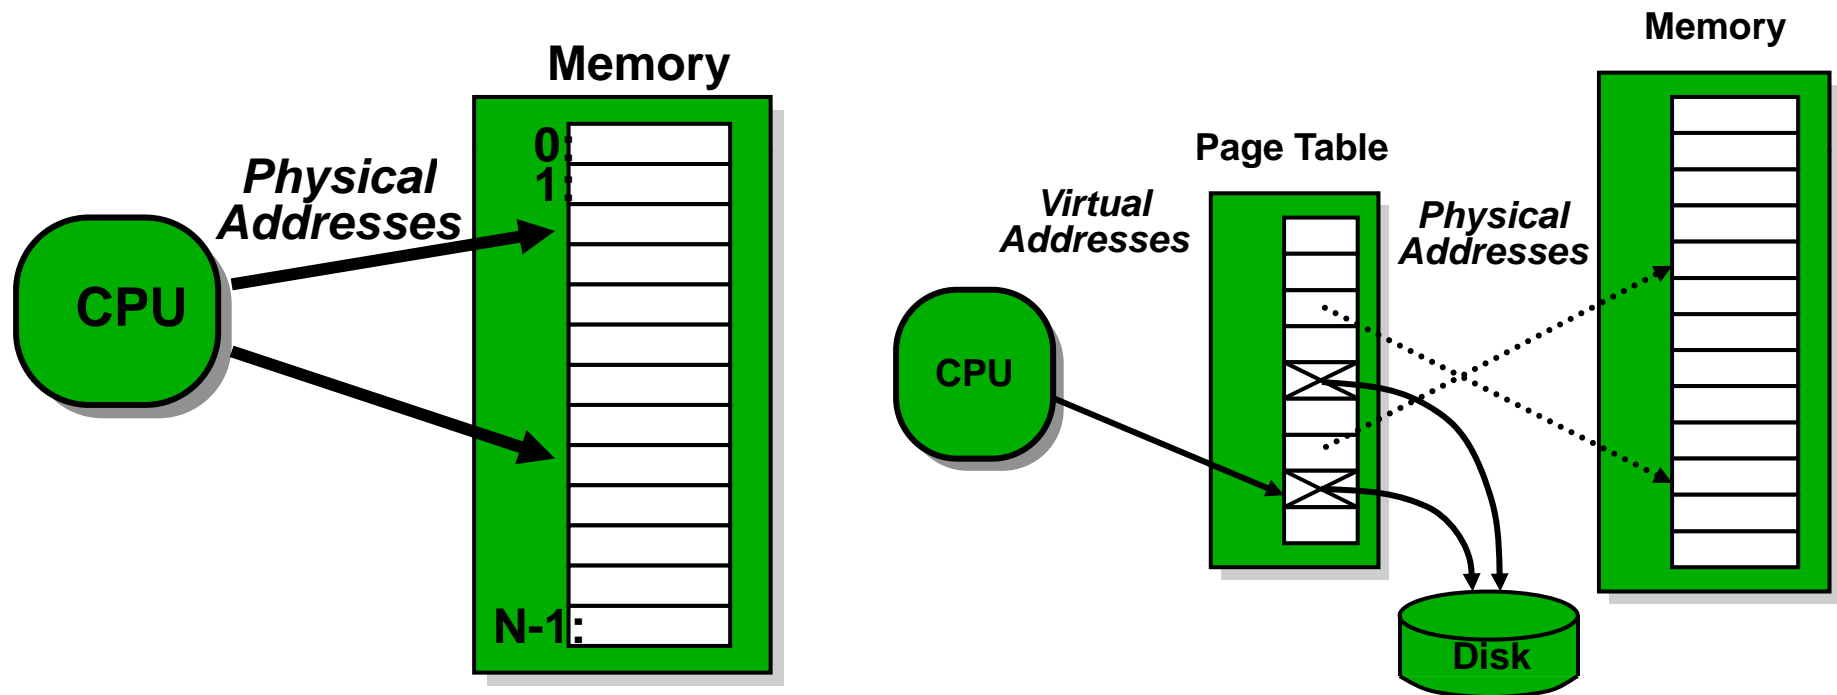 Memory
0:
1:
Physical
Addresses
CPU
N-1:
Memory
Page Table
Virtual
Addresses
Physical
Addresses
CPU
Disk